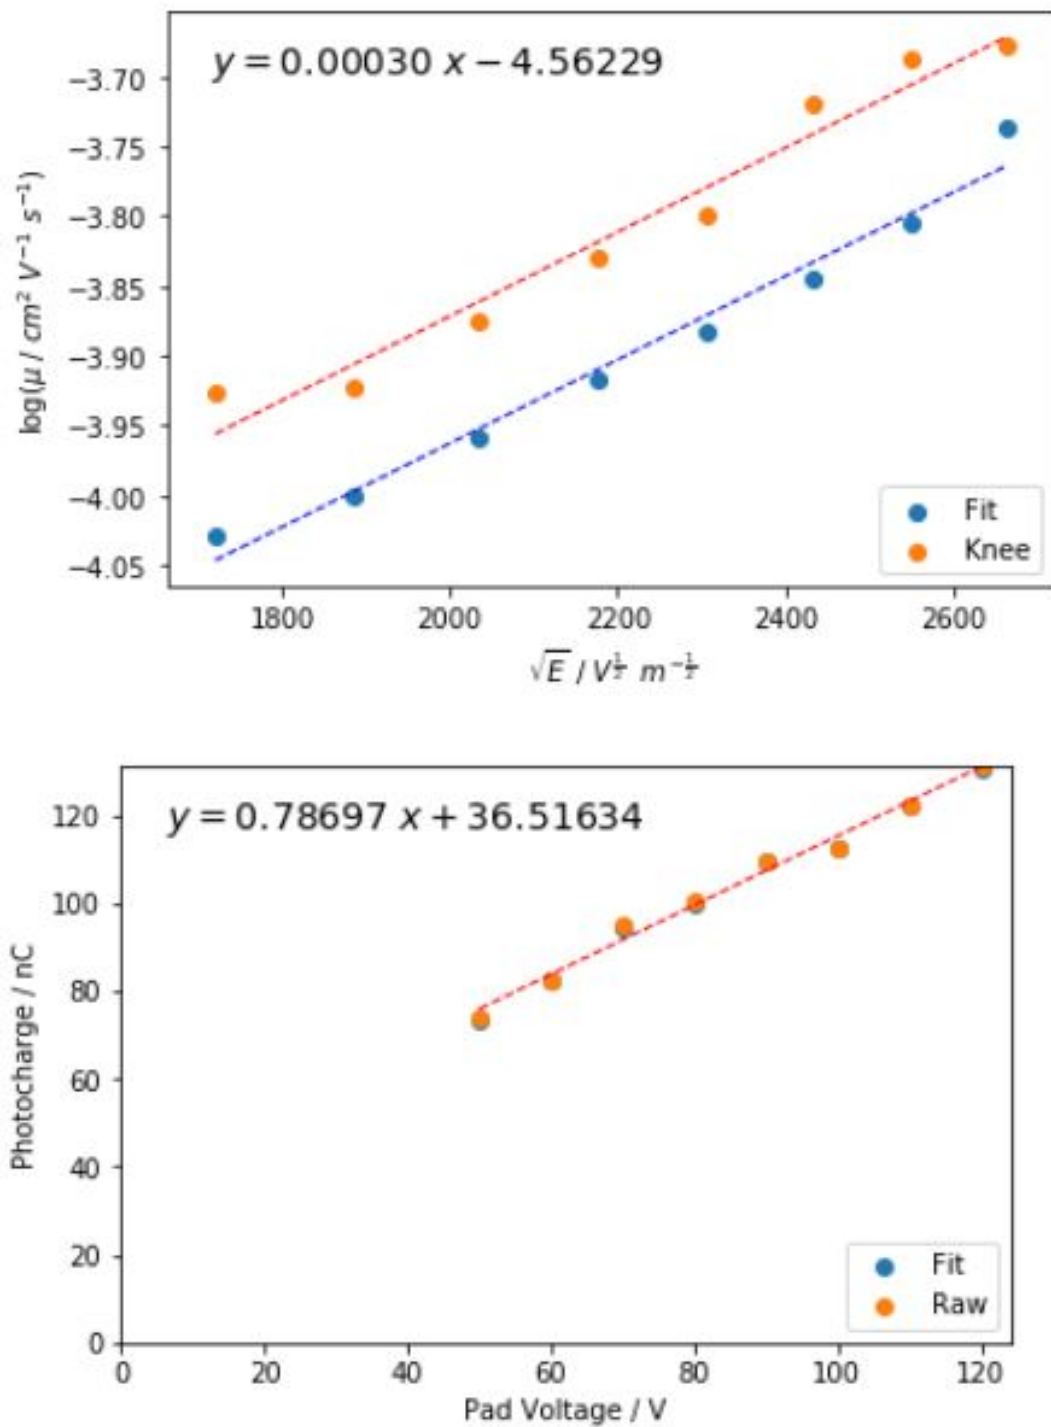 y = 0.00030 x − 4.56229
−3.70
−3.75
−3.80
−3.85
−3.90
−3.95
−4.00
−4.05
log(μ / cm² V⁻¹ s⁻¹)
Fit
Knee
1800 2000 2200 2400 2600
√E / V^½ m^−½
y = 0.78697 x + 36.51634
120
100
80
60
40
20
0
Photocharge / nC
Fit
Raw
0 20 40 60 80 100 120
Pad Voltage / V